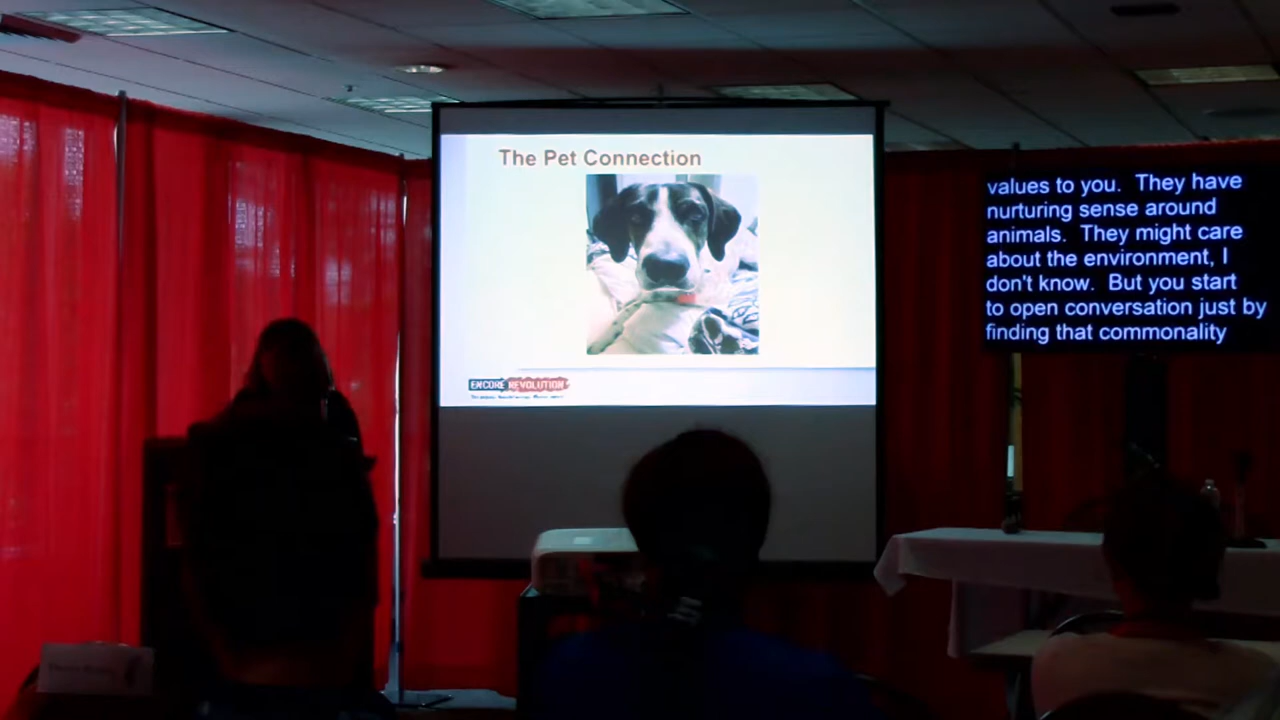 The Pet Connection
ENCORE REVOLUTION
values to you.  They have
nurturing sense around
animals.  They might care
about the environment, I
don't know.  But you start
to open conversation just by
finding that commonality